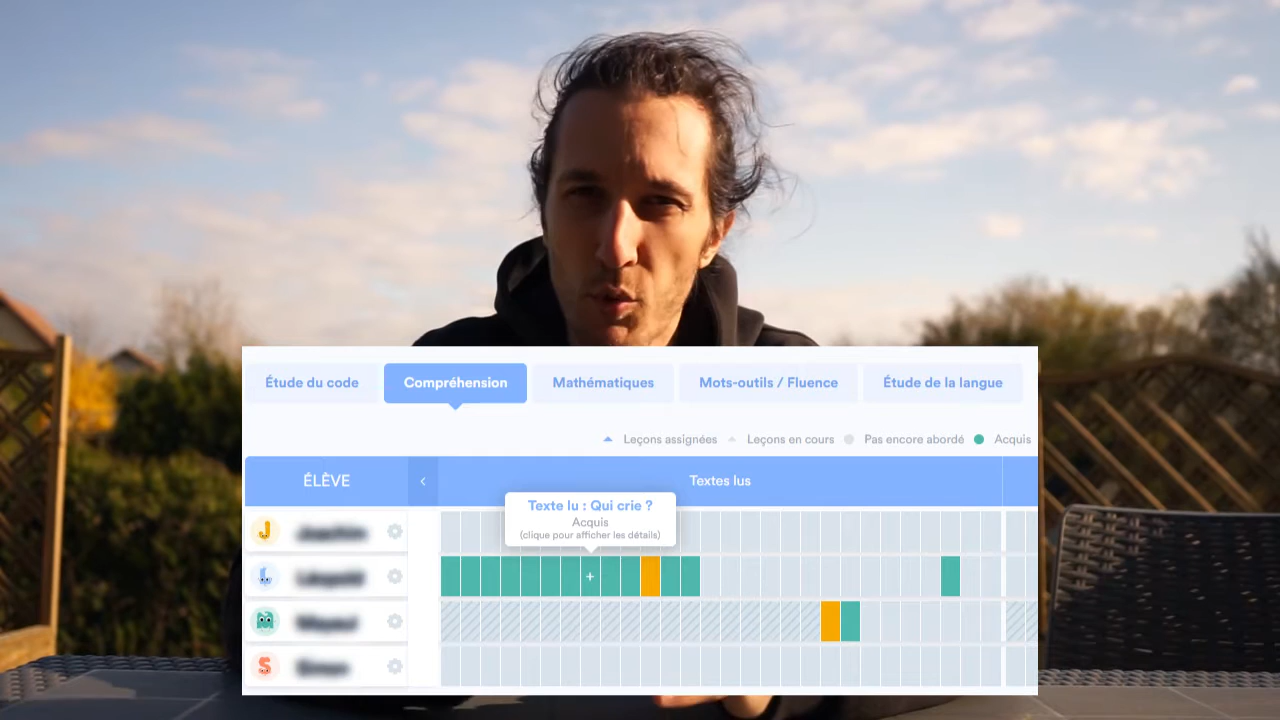 Étude du code
Compréhension
Mathématiques
Mots-outils / Fluence
Étude de la langue
Leçons assignées
Leçons en cours
Pas encore abordé
Acquis
ÉLÈVE
‹
Textes lus
Texte lu : Qui crie ?
Acquis
(clique pour afficher les détails)
+